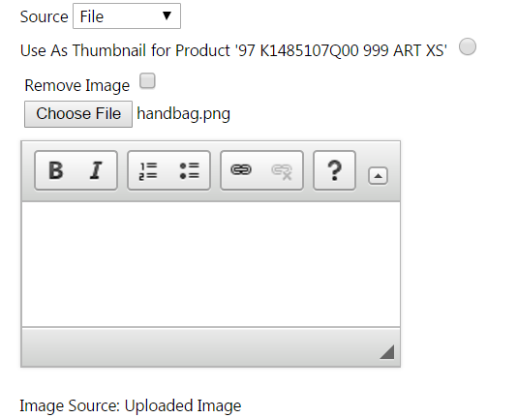 Source File
Use As Thumbnail for Product '97 K1485107Q00 999 ART XS'
Remove Image
Choose File handbag.png
B I ?
Image Source: Uploaded Image